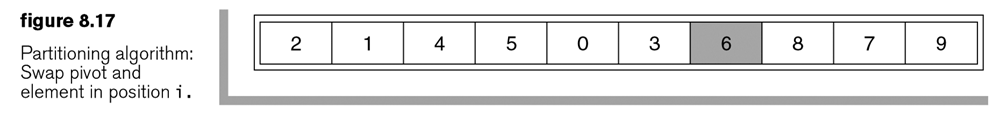 figure 8.17
Partitioning algorithm:
Swap pivot and
element in position i.
2 1 4 5 0 3 6 8 7 9